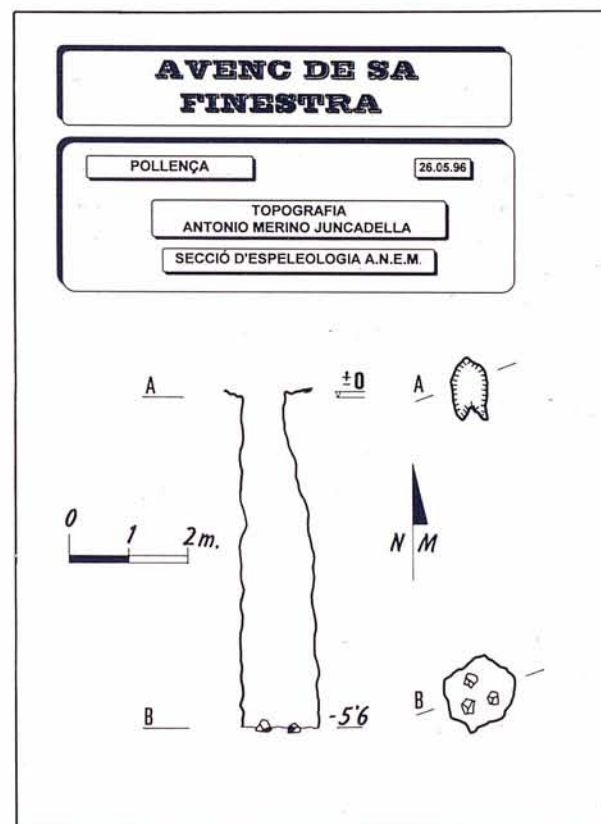 AVENC DE SA
FINESTRA
POLLENÇA
26.05.96
TOPOGRAFIA
ANTONIO MERINO JUNCADELLA
SECCIÓ D'ESPELEOLOGIA A.N.E.M.
A
±0
A
0 1 2m.
N M
B
-5'6
B